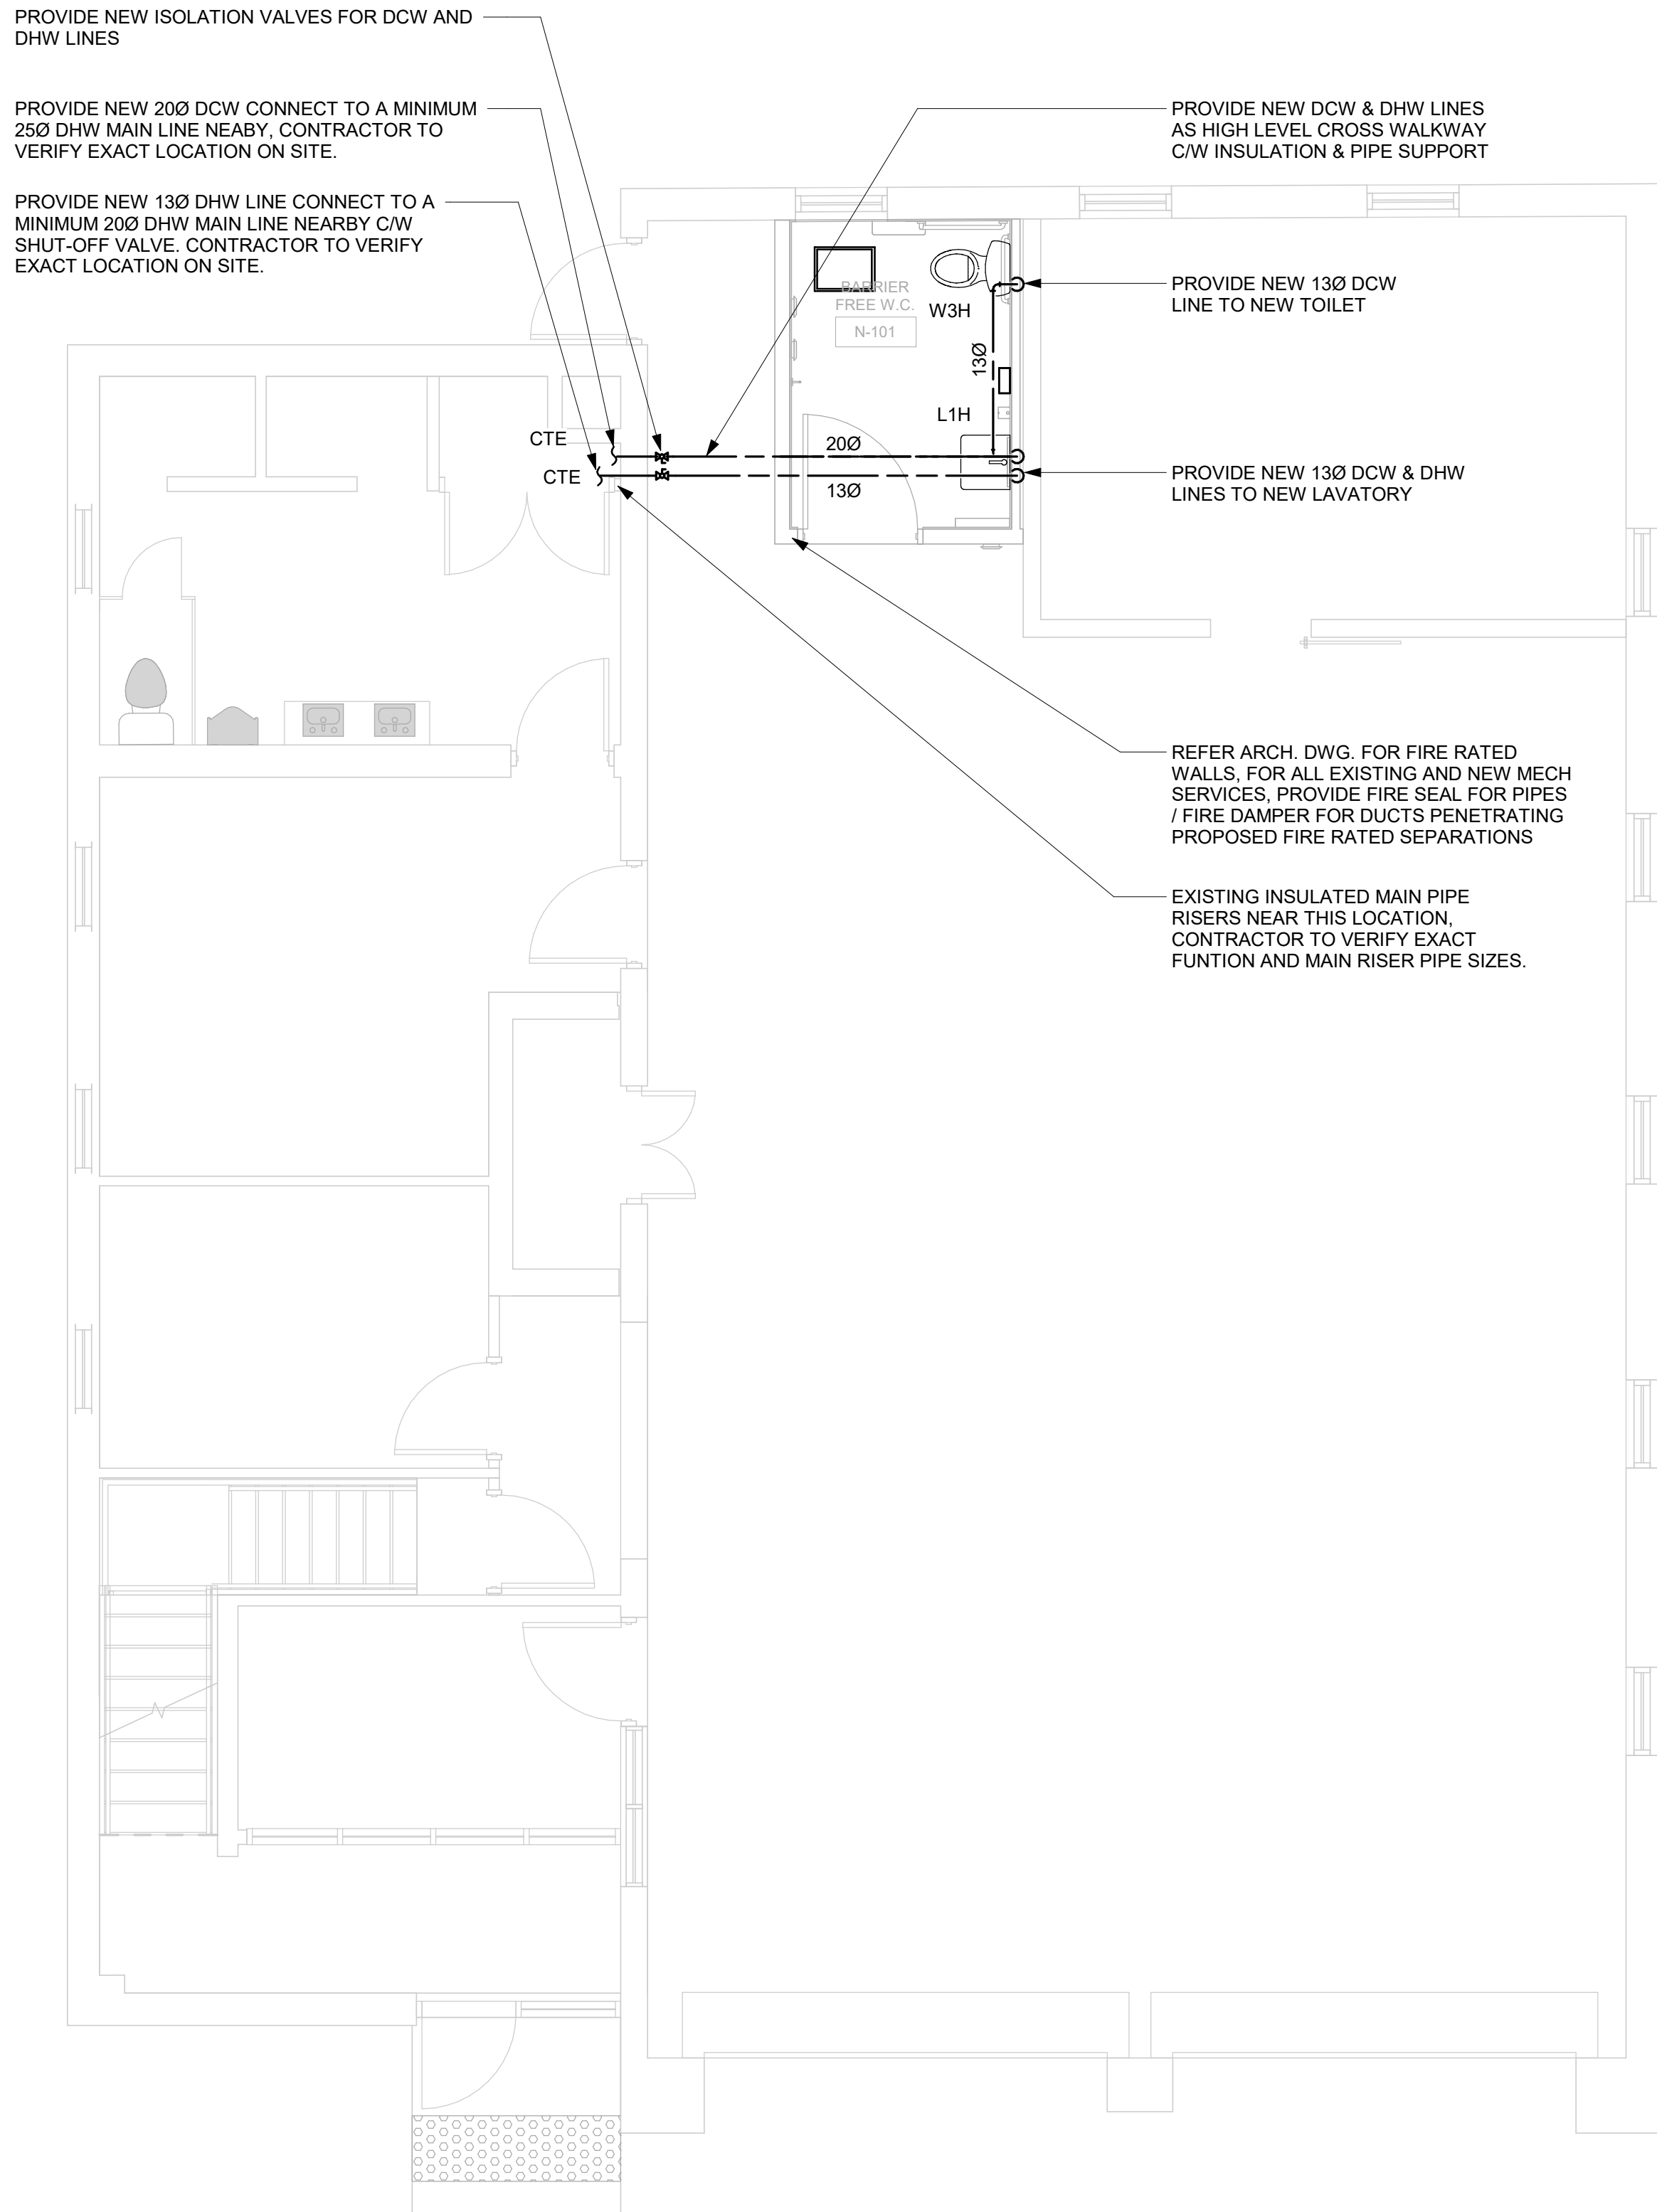 PROVIDE NEW ISOLATION VALVES FOR DCW AND
DHW LINES
PROVIDE NEW 20Ø DCW CONNECT TO A MINIMUM
25Ø DHW MAIN LINE NEABY, CONTRACTOR TO
VERIFY EXACT LOCATION ON SITE.
PROVIDE NEW 13Ø DHW LINE CONNECT TO A
MINIMUM 20Ø DHW MAIN LINE NEARBY C/W
SHUT-OFF VALVE. CONTRACTOR TO VERIFY
EXACT LOCATION ON SITE.
PROVIDE NEW DCW & DHW LINES
AS HIGH LEVEL CROSS WALKWAY
C/W INSULATION & PIPE SUPPORT
PROVIDE NEW 13Ø DCW
LINE TO NEW TOILET
BARRIER
FREE W.C.
N-101
W3H
13Ø
L1H
CTE
20Ø
CTE
13Ø
PROVIDE NEW 13Ø DCW & DHW
LINES TO NEW LAVATORY
REFER ARCH. DWG. FOR FIRE RATED
WALLS, FOR ALL EXISTING AND NEW MECH
SERVICES, PROVIDE FIRE SEAL FOR PIPES
/ FIRE DAMPER FOR DUCTS PENETRATING
PROPOSED FIRE RATED SEPARATIONS
EXISTING INSULATED MAIN PIPE
RISERS NEAR THIS LOCATION,
CONTRACTOR TO VERIFY EXACT
FUNTION AND MAIN RISER PIPE SIZES.